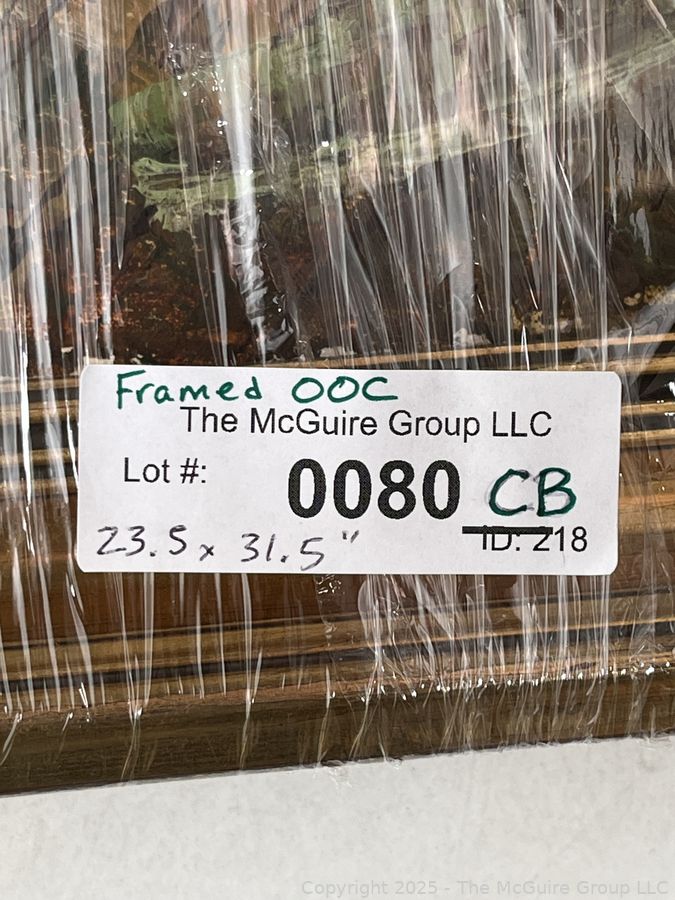 Framed OOC
The McGuire Group LLC
Lot #: 0080 CB
23.5 x 31.5"
ID: 218
Copyright 2025 - The McGuire Group LLC